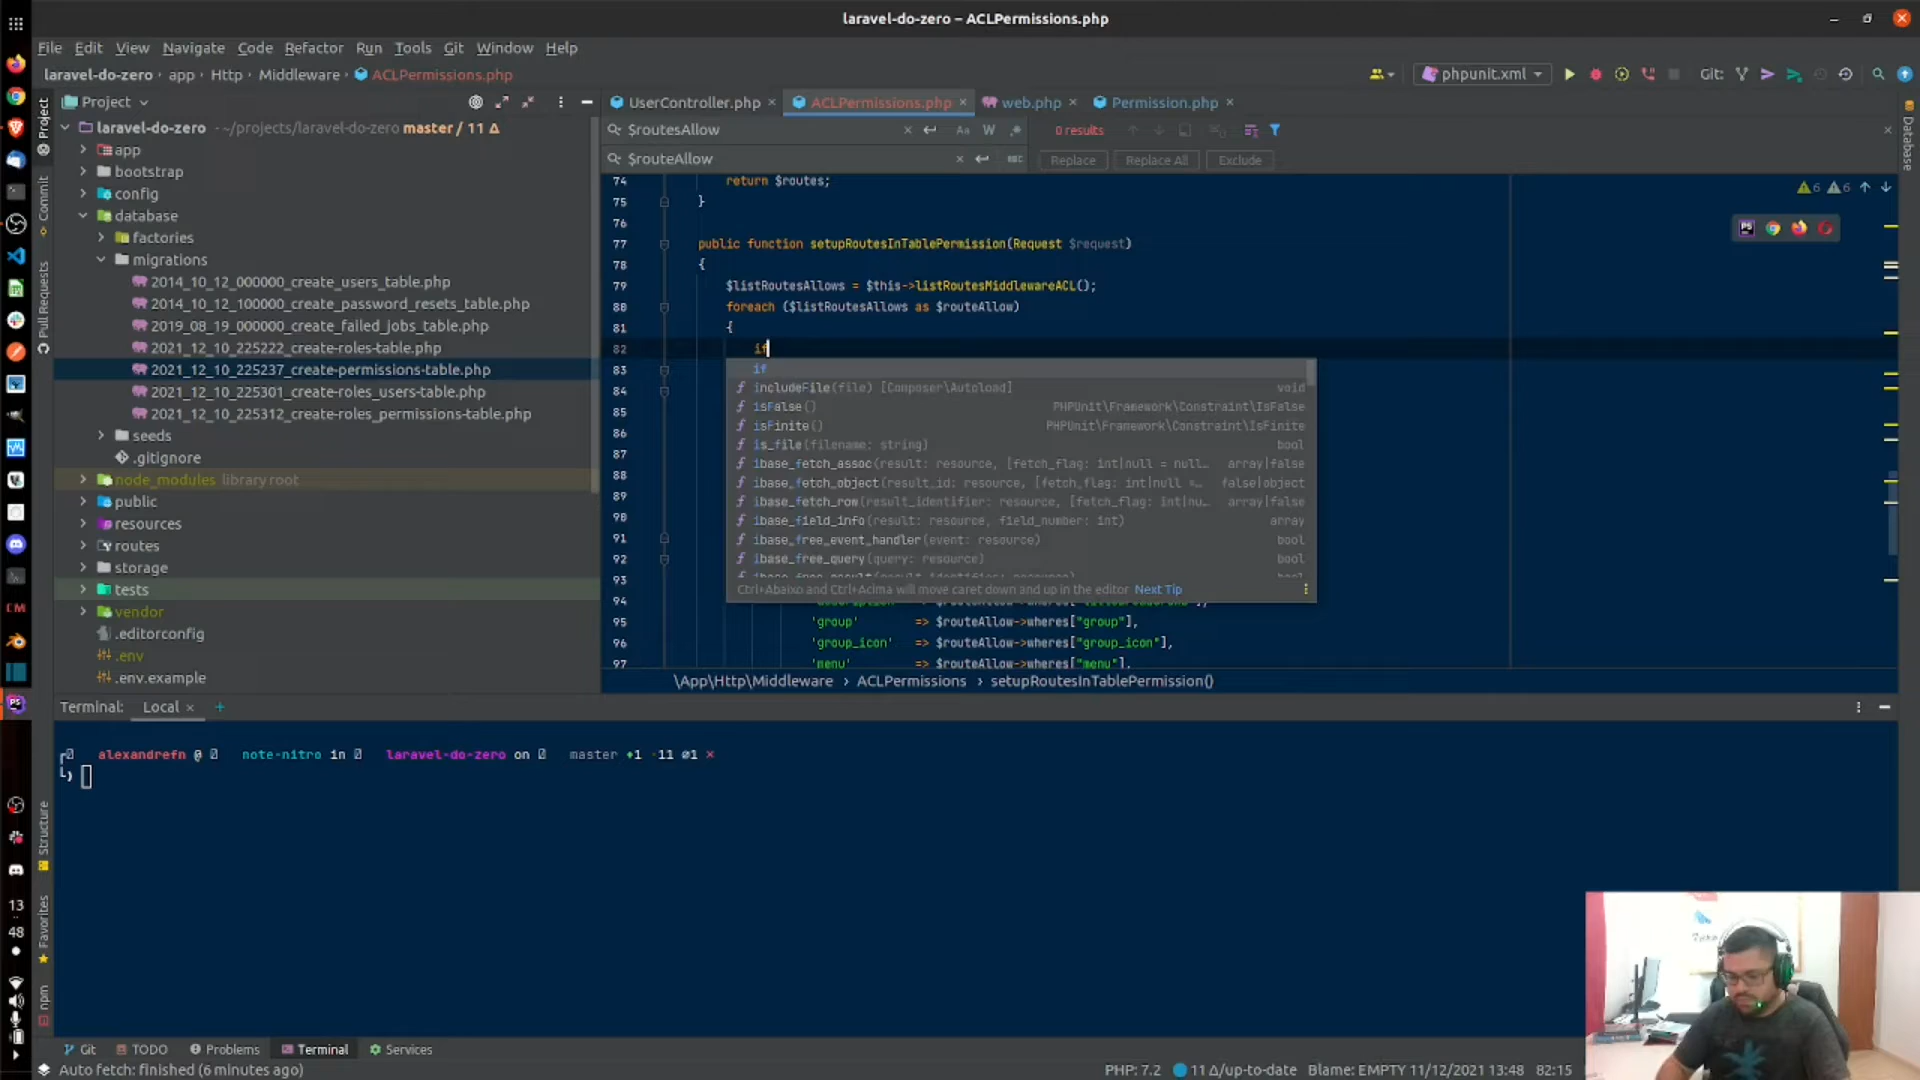 laravel-do-zero – ACLPermissions.php
File Edit View Navigate Code Refactor Run Tools Git Window Help
laravel-do-zero › app › Http › Middleware › ACLPermissions.php
phpunit.xml
Git:
Project
laravel-do-zero ~/projects/laravel-do-zero master / 11 Δ
app
bootstrap
config
database
factories
migrations
2014_10_12_000000_create_users_table.php
2014_10_12_100000_create_password_resets_table.php
2019_08_19_000000_create_failed_jobs_table.php
2021_12_10_225222_create-roles-table.php
2021_12_10_225237_create-permissions-table.php
2021_12_10_225301_create-roles_users-table.php
2021_12_10_225312_create-roles_permissions-table.php
seeds
.gitignore
node_modules library root
public
resources
routes
storage
tests
vendor
.editorconfig
.env
.env.example
Project
Commit
Pull Requests
Structure
Favorites
npm
Database
UserController.php × ACLPermissions.php × web.php × Permission.php ×
$routesAllow
Aa W .*
0 results
$routeAllow
Replace Replace All Exclude
6 6
74 return $routes;
75 }
76
77 public function setupRoutesInTablePermission(Request $request)
78 {
79 $listRoutesAllows = $this->listRoutesMiddlewareACL();
80 foreach ($listRoutesAllows as $routeAllow)
81 {
82 if
83
84
85
86
87
88
89
90
91
92
93
94
95 'group' => $routeAllow->wheres["group"],
96 'group_icon' => $routeAllow->wheres["group_icon"],
97 'menu' => $routeAllow->wheres["menu"],
if
includeFile(file) [Composer\Autoload] void
isFalse() PHPUnit\Framework\Constraint\IsFalse
isFinite() PHPUnit\Framework\Constraint\IsFinite
is_file(filename: string) bool
ibase_fetch_assoc(result: resource, [fetch_flag: int|null = null… array|false
ibase_fetch_object(result_id: resource, [fetch_flag: int|null =… false|object
ibase_fetch_row(result_identifier: resource, [fetch_flag: int|nu… array|false
ibase_field_info(result: resource, field_number: int) array
ibase_free_event_handler(event: resource) bool
ibase_free_query(query: resource) bool
Ctrl+Abaixo and Ctrl+Acima will move caret down and up in the editor Next Tip
\App\Http\Middleware › ACLPermissions › setupRoutesInTablePermission()
Terminal: Local × +
alexandrefn @ note-nitro in laravel-do-zero on master +1 11 ⌀1 ×
CM
13
48
Git TODO Problems Terminal Services
Auto fetch: finished (6 minutes ago)
PHP: 7.2 11 Δ/up-to-date Blame: EMPTY 11/12/2021 13:48 82:15